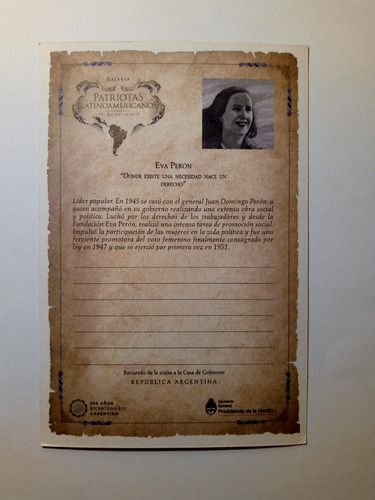 Galería
PATRIOTAS
LATINOAMERICANOS
DEL BICENTENARIO
Eva Perón
“Donde existe una necesidad nace un
derecho”
Líder popular. En 1945 se casó con el general Juan Domingo Perón, a
quien acompañó en su gobierno realizando una extensa obra social
y política. Luchó por los derechos de los trabajadores y desde la
Fundación Eva Perón, realizó una intensa tarea de promoción social.
Impulsó la participación de las mujeres en la vida política y fue una
ferviente promotora del voto femenino finalmente consagrado por
ley en 1947 y que se ejerció por primera vez en 1951.
Recuerdo de la visita a la Casa de Gobierno
REPÚBLICA ARGENTINA
200 AÑOS
BICENTENARIO
ARGENTINO
Secretaría
General
Presidencia de la Nación